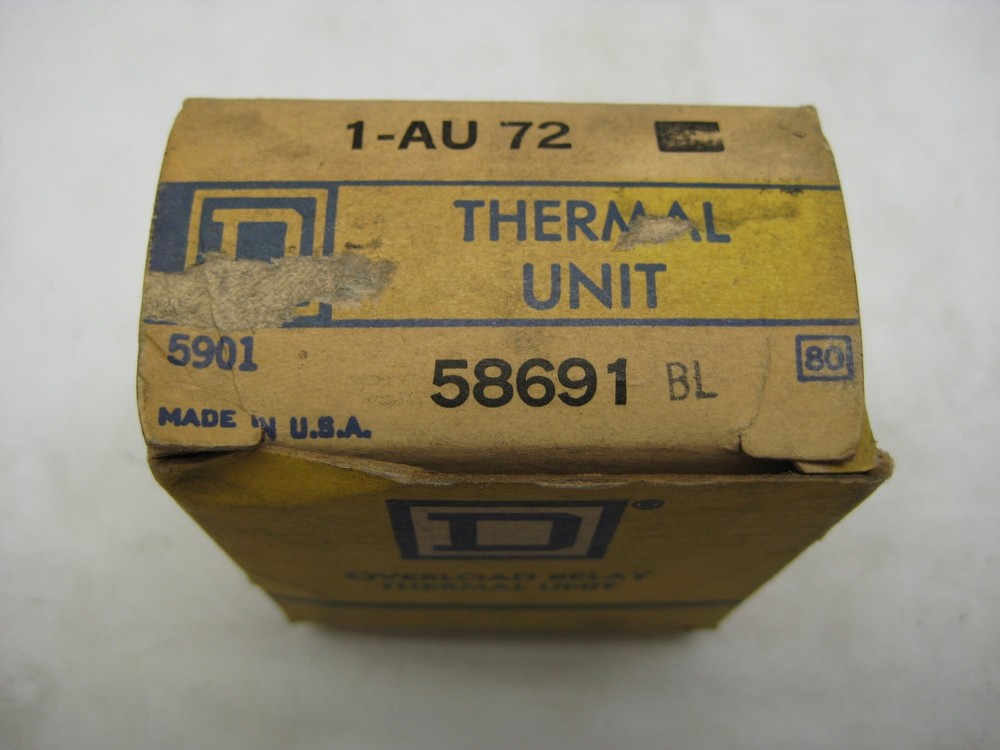 1-AU 72
THERMAL
UNIT
5901
58691 BL
80
MADE IN U.S.A.
D
®
OVERLOAD RELAY
THERMAL UNIT